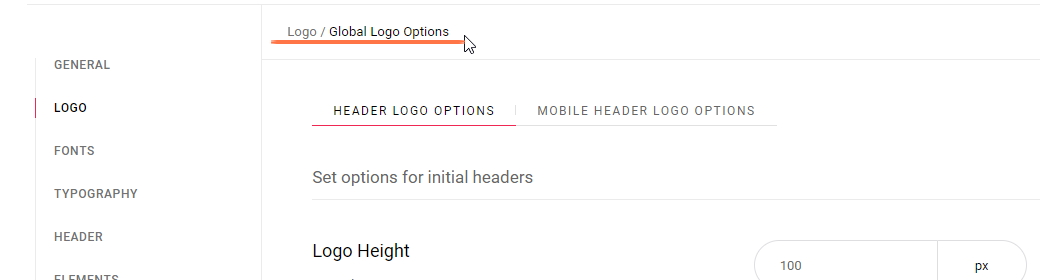 Logo / Global Logo Options
GENERAL
LOGO
FONTS
TYPOGRAPHY
HEADER
ELEMENTS
HEADER LOGO OPTIONS
MOBILE HEADER LOGO OPTIONS
Set options for initial headers
Logo Height
100
px